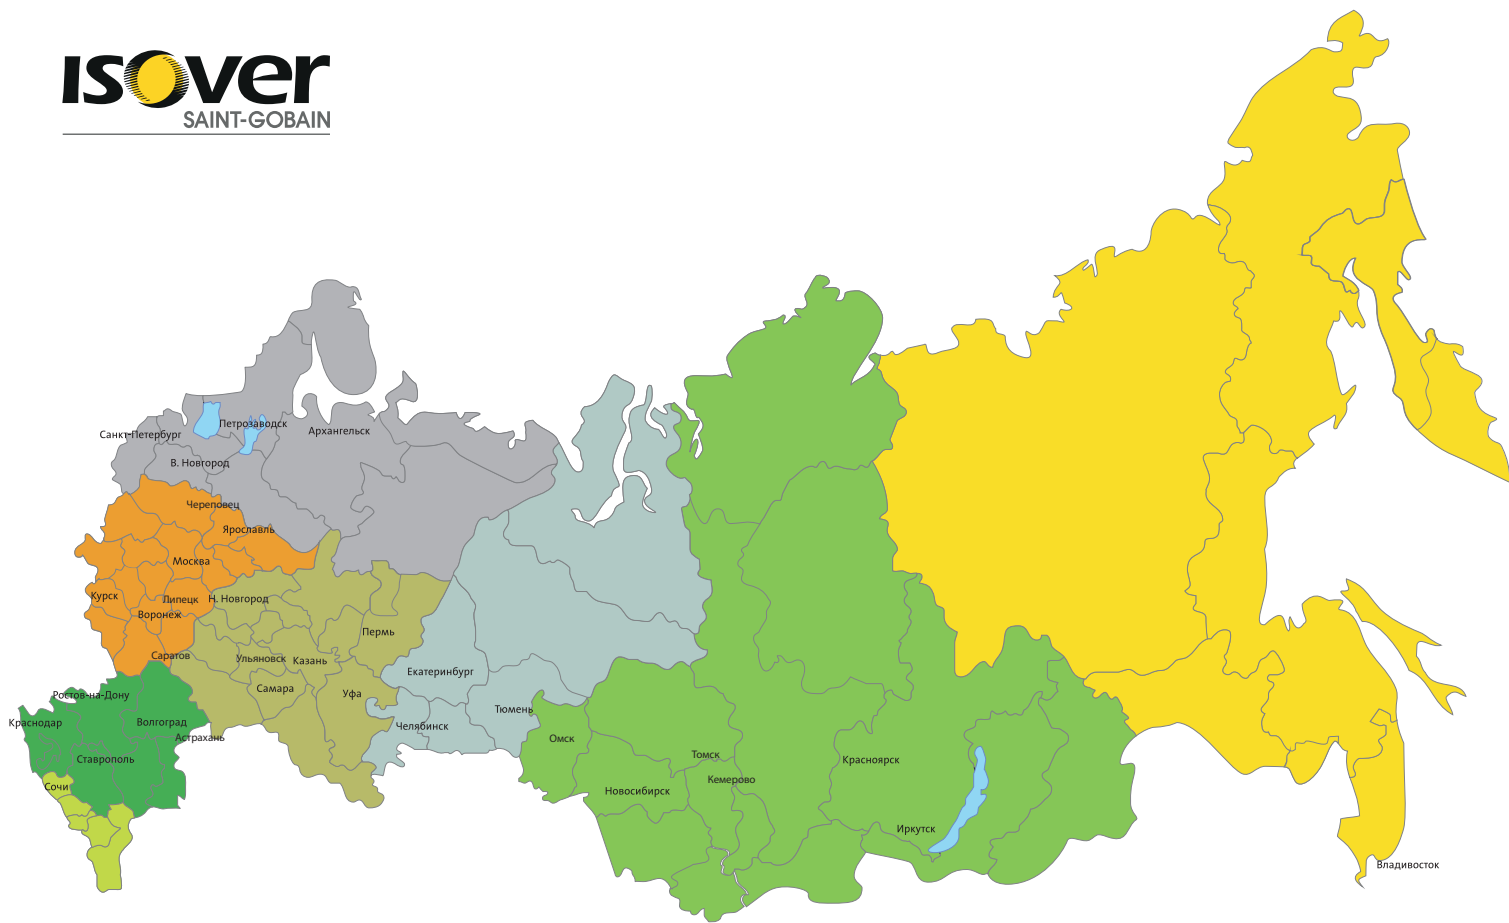 ISOVER
SAINT-GOBAIN
Петрозаводск
Архангельск
Санкт-Петербург
В. Новгород
Череповец
Ярославль
Москва
Курск
Липецк
Н. Новгород
Воронеж
Пермь
Саратов
Ульяновск
Казань
Екатеринбург
Самара
Уфа
Ростов-на-Дону
Тюмень
Краснодар
Волгоград
Челябинск
Астрахань
Омск
Ставрополь
Томск
Красноярск
Кемерово
Сочи
Новосибирск
Иркутск
Владивосток